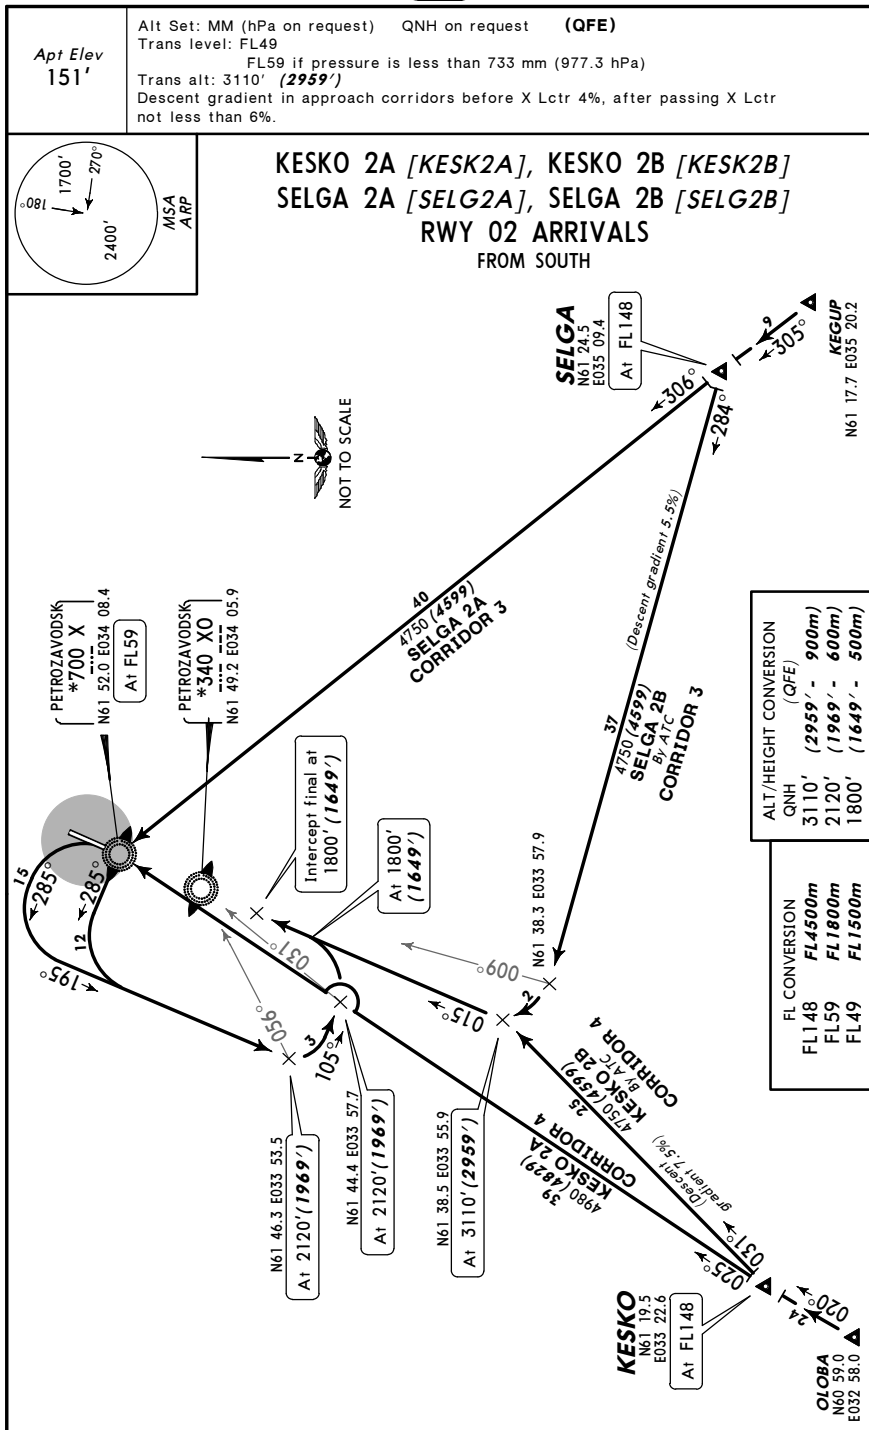 Apt Elev
151'
Alt Set: MM (hPa on request) QNH on request (QFE)
Trans level: FL49
FL59 if pressure is less than 733 mm (977.3 hPa)
Trans alt: 3110' (2959')
Descent gradient in approach corridors before X Lctr 4%, after passing X Lctr
not less than 6%.
270°
1700'
180°
2400'
MSA
ARP
KESKO 2A [KESK2A], KESKO 2B [KESK2B]
SELGA 2A [SELG2A], SELGA 2B [SELG2B]
RWY 02 ARRIVALS
FROM SOUTH
SELGA
N61 24.5
E035 09.4
At FL148
9
305°
KEGUP
N61 17.7 E035 20.2
306°
284°
N
NOT TO SCALE
40
4750 (4599)
SELGA 2A
CORRIDOR 3
(Descent gradient 5.5%)
37
4750 (4599)
SELGA 2B
By ATC
CORRIDOR 3
PETROZAVODSK
*700 X
N61 52.0 E034 08.4
At FL59
PETROZAVODSK
*340 XO
N61 49.2 E034 05.9
Intercept final at
1800' (1649')
At 1800'
(1649')
15
285°
285°
12
195°
056°
031°
3
105°
009°
N61 38.3 E033 57.9
2
015°
N61 46.3 E033 53.5
At 2120' (1969')
N61 44.4 E033 57.7
At 2120' (1969')
N61 38.5 E033 55.9
At 3110' (2959')
25
4750 (4599)
KESKO 2B
By ATC
CORRIDOR 4
(Descent
gradient 7.5%)
39
4980 (4829)
KESKO 2A
CORRIDOR 4
025°
031°
KESKO
N61 19.5
E033 22.6
At FL148
24
020°
OLOBA
N60 59.0
E032 58.0
ALT/HEIGHT CONVERSION
QNH (QFE)
3110' (2959' - 900m)
2120' (1969' - 600m)
1800' (1649' - 500m)
FL CONVERSION
FL148 FL4500m
FL59 FL1800m
FL49 FL1500m